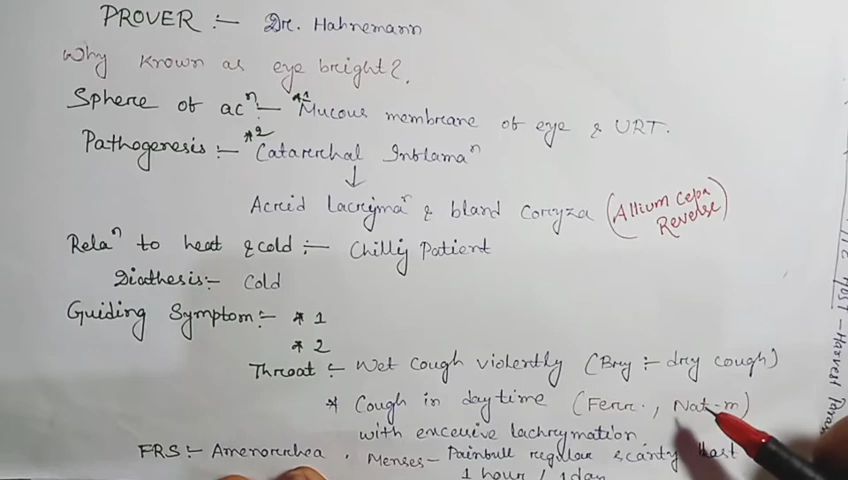 PROVER :- Dr. Hahnemann
Why known as eye bright?.
Sphere of acⁿ :- *1 Mucous membrane of eye & URT.
Pathogenesis :- *2 Catarrhal Inflamaⁿ
↓
Acrid lacrymaⁿ & bland Coryza (Allium Cepa Reverse)
Relaⁿ to heat & cold :- Chilly Patient
Diathesis :- Cold
Guiding Symptom :- * 1
* 2
Throat :- Wet cough violently (Bry :- dry cough)
* Cough in daytime (Ferr., Nat-m)
with excessive lachrymation
FRS :- Amenorrhea, Menses - Painfull regular scanty last
1 hour / 1 day
- Harvest